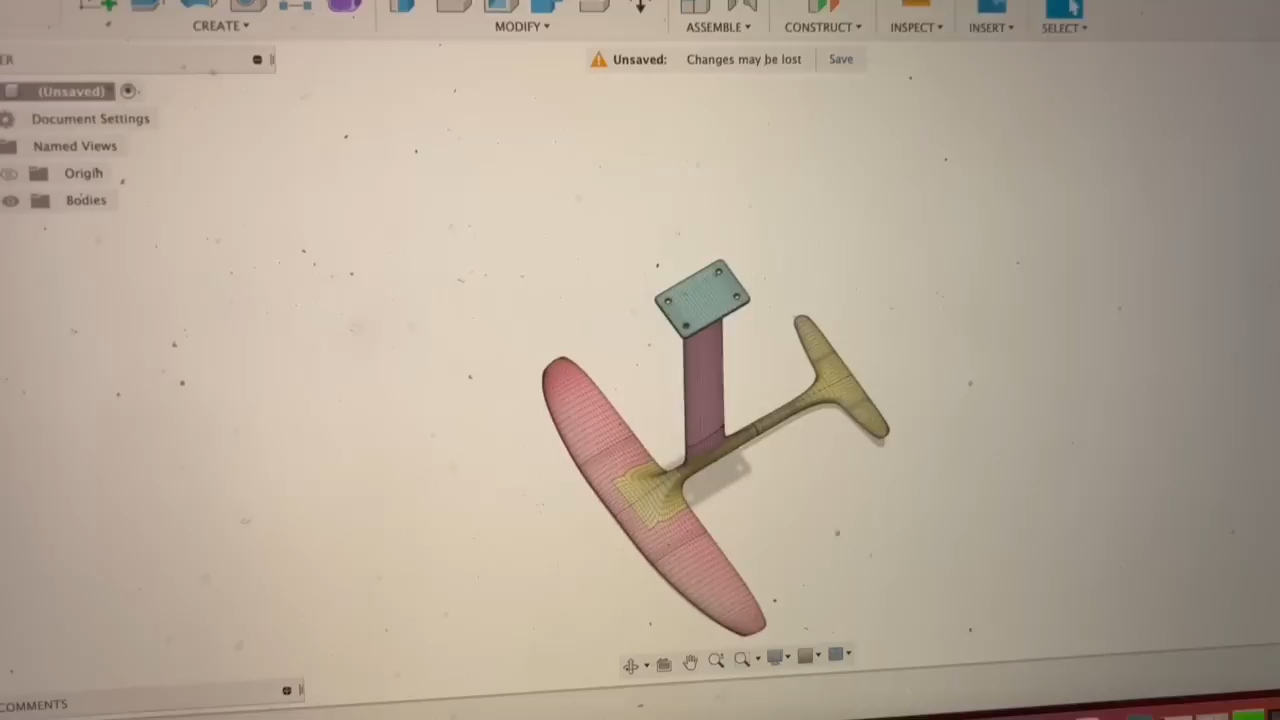 CREATE MODIFY ASSEMBLE CONSTRUCT INSPECT INSERT SELECT
ER
Unsaved: Changes may be lost Save
(Unsaved)
Document Settings
Named Views
Origin
Bodies
COMMENTS